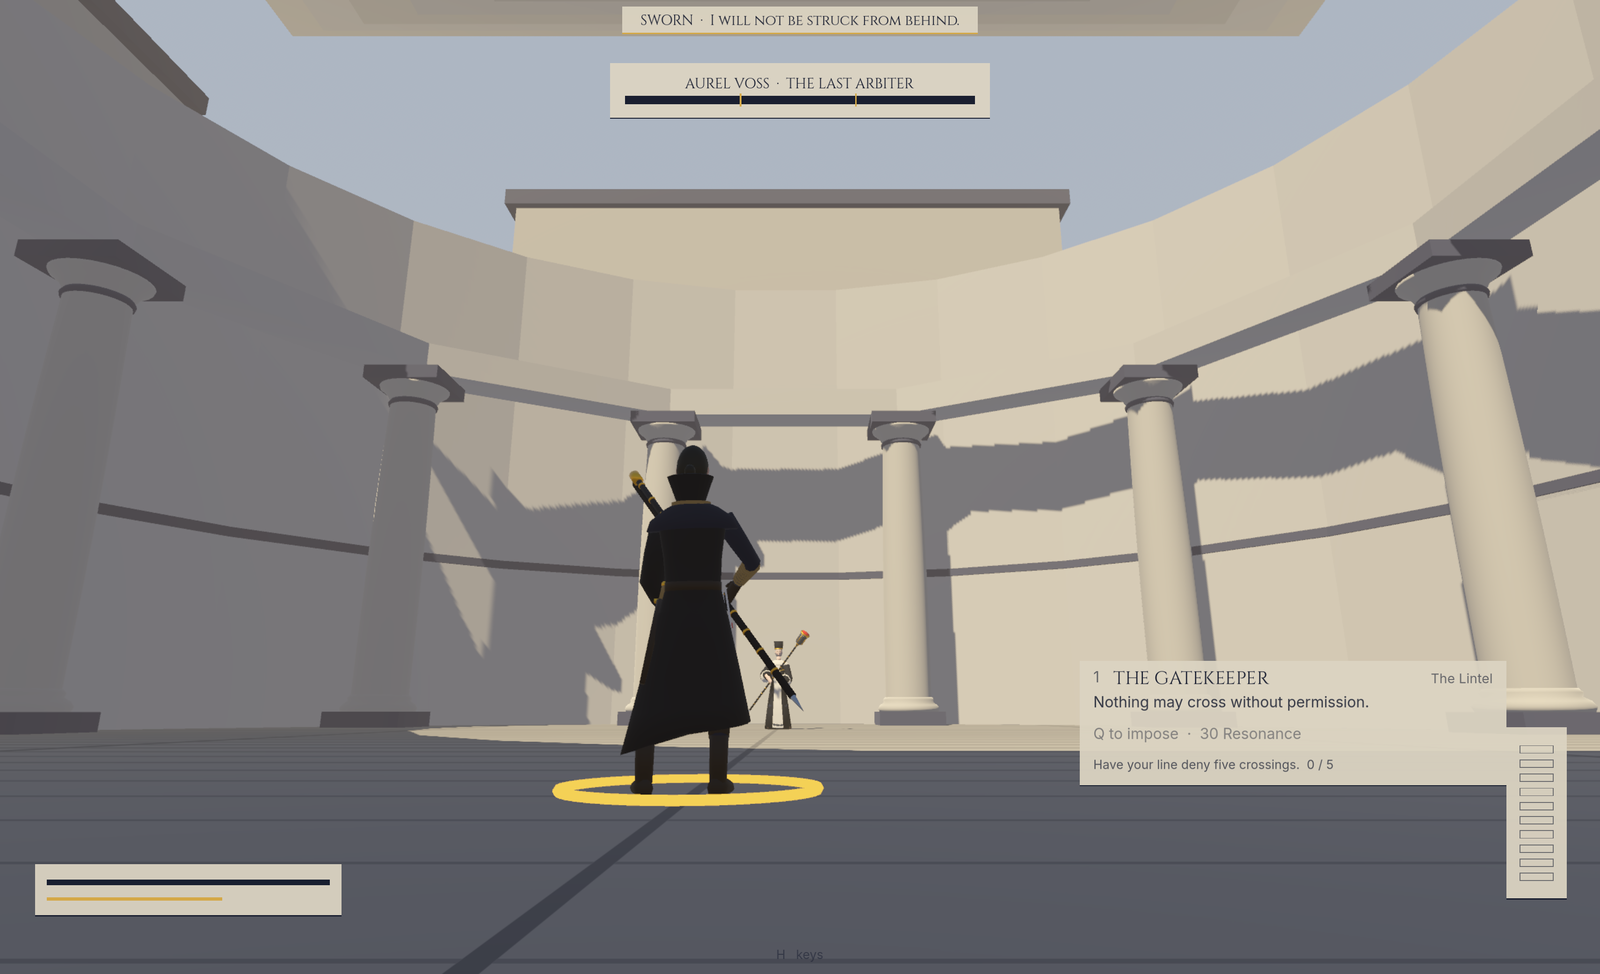 SWORN · I WILL NOT BE STRUCK FROM BEHIND.
AUREL VOSS · THE LAST ARBITER
1 THE GATEKEEPER The Lintel
Nothing may cross without permission.
Q to impose · 30 Resonance
Have your line deny five crossings. 0 / 5
H keys